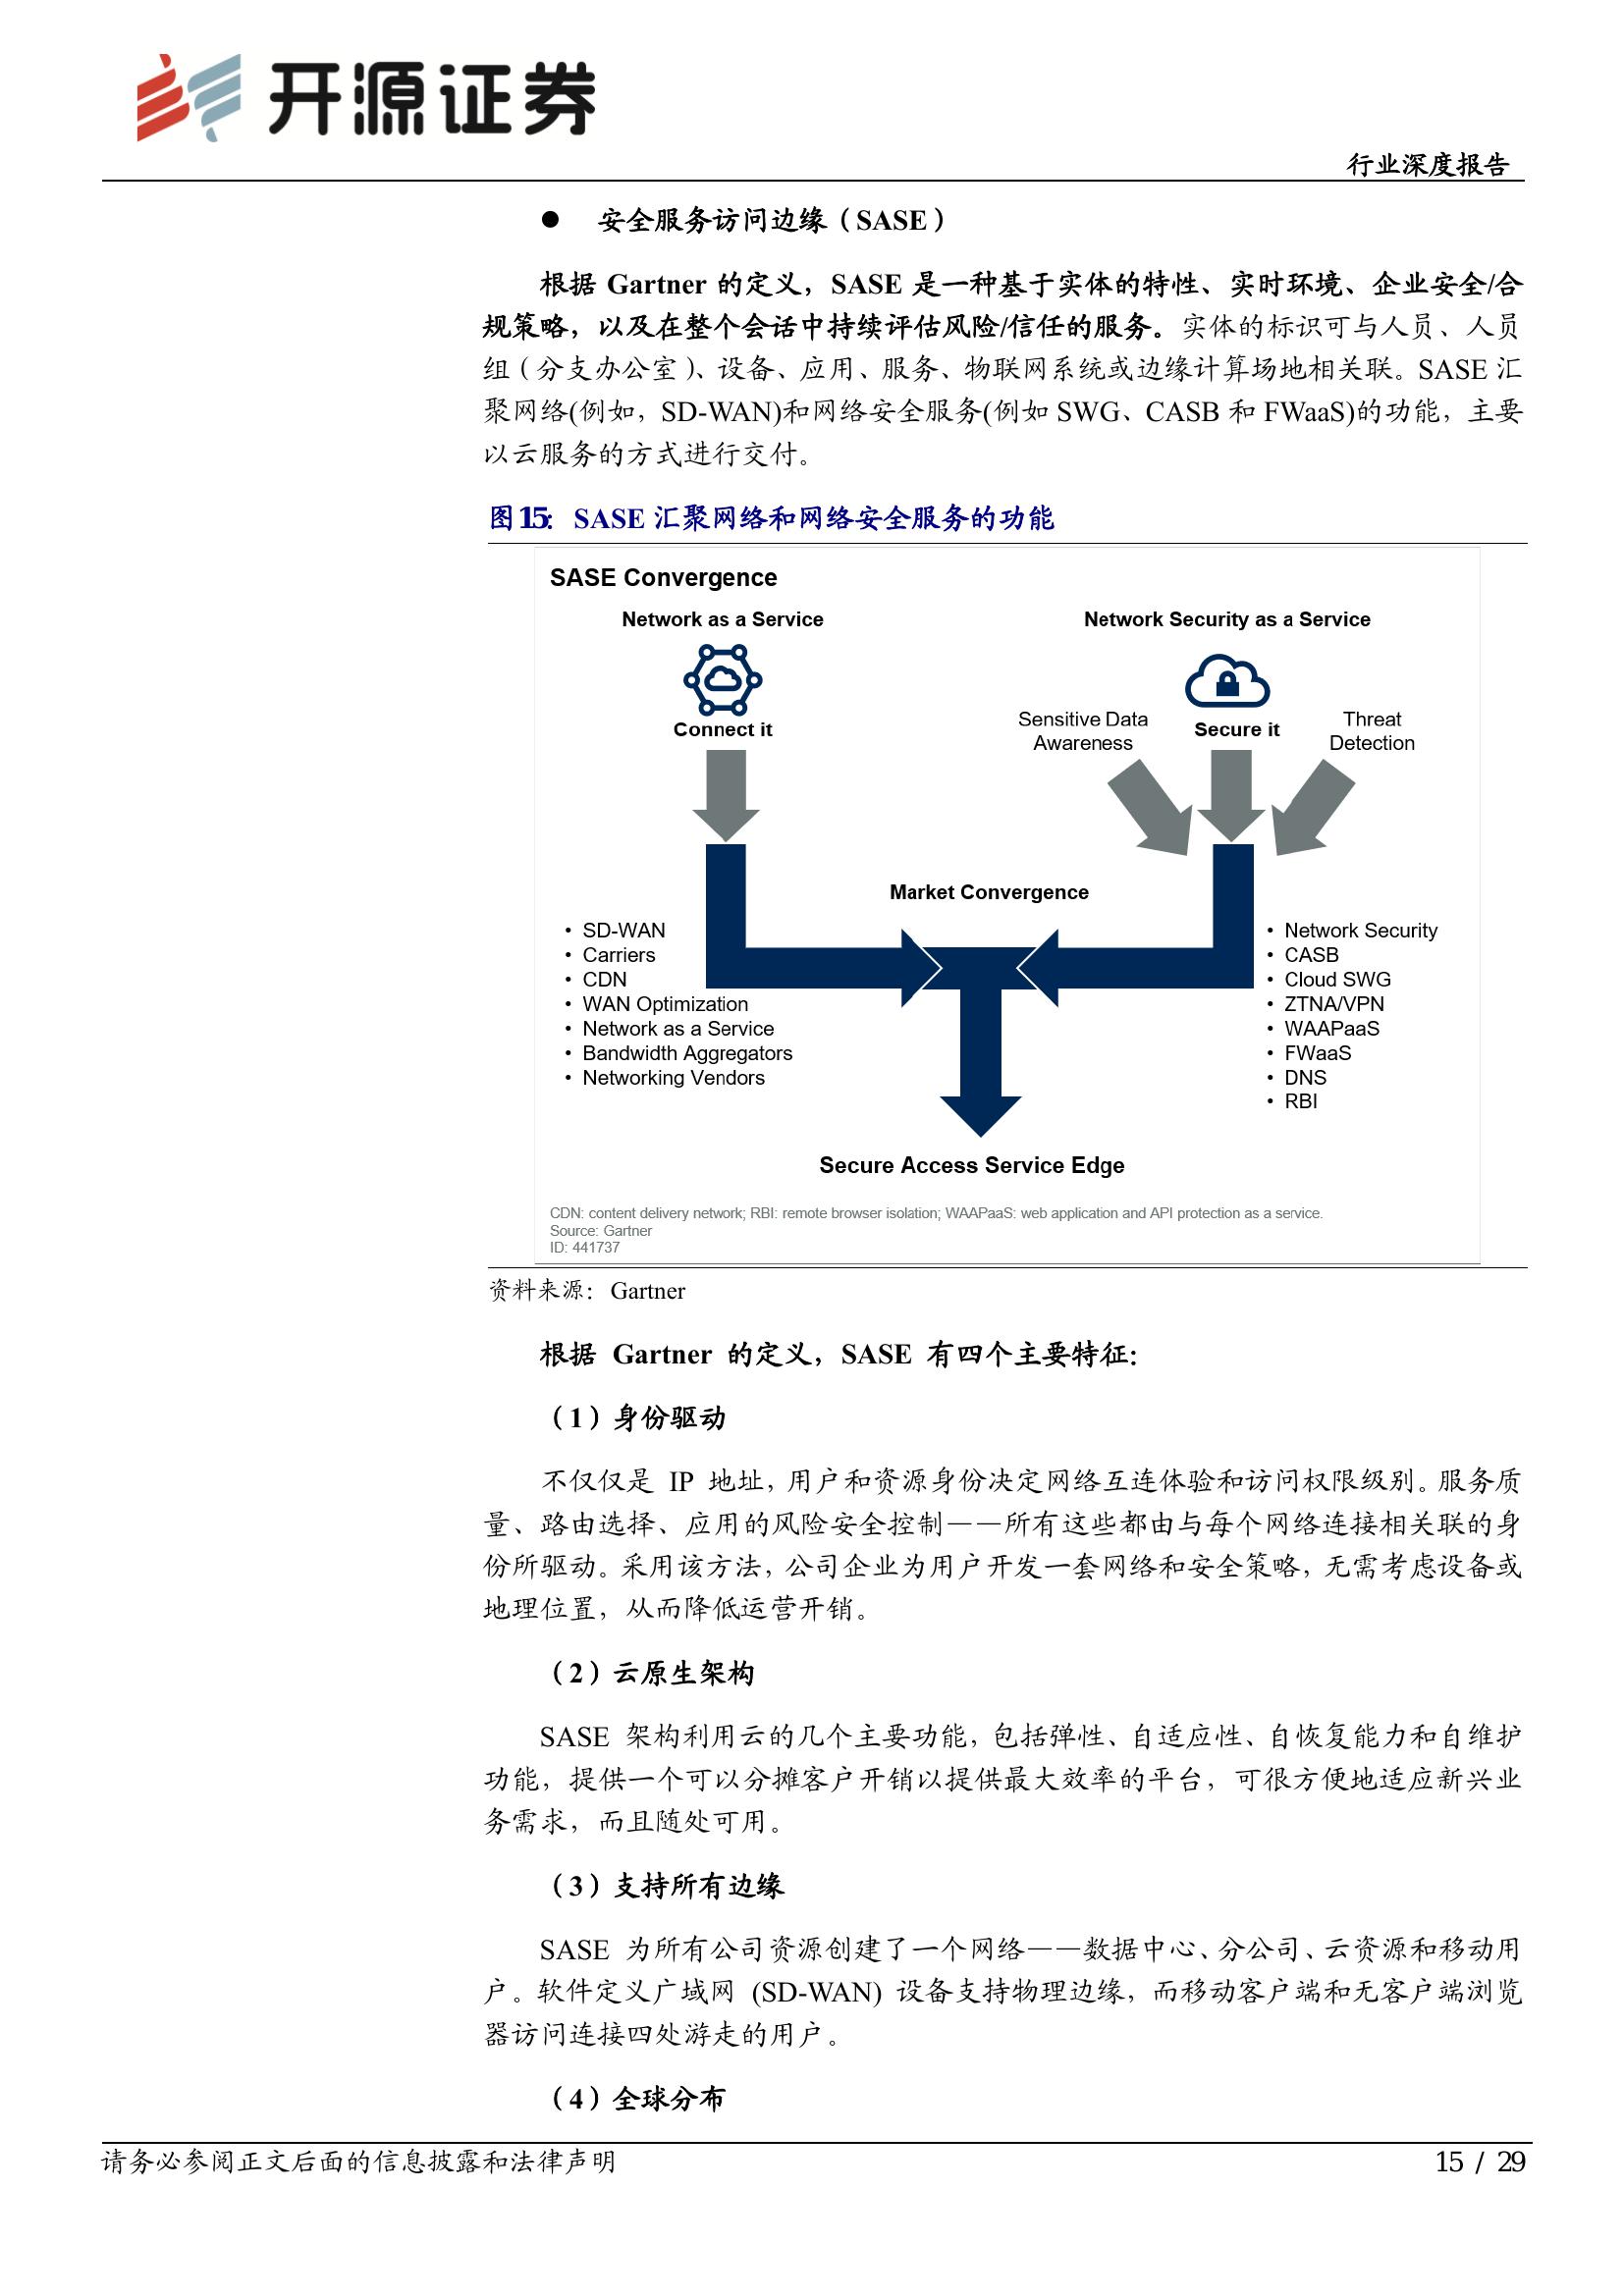 开源证券
行业深度报告
● 安全服务访问边缘（SASE）
根据 Gartner 的定义，SASE 是一种基于实体的特性、实时环境、企业安全/合
规策略，以及在整个会话中持续评估风险/信任的服务。实体的标识可与人员、人员
组（分支办公室）、设备、应用、服务、物联网系统或边缘计算场地相关联。SASE 汇
聚网络(例如，SD-WAN)和网络安全服务(例如 SWG、CASB 和 FWaaS)的功能，主要
以云服务的方式进行交付。
图15： SASE 汇聚网络和网络安全服务的功能
SASE Convergence
Network as a Service
Connect it
Network Security as a Service
Sensitive Data
Awareness
Secure it
Threat
Detection
Market Convergence
• SD-WAN
• Carriers
• CDN
• WAN Optimization
• Network as a Service
• Bandwidth Aggregators
• Networking Vendors
• Network Security
• CASB
• Cloud SWG
• ZTNA/VPN
• WAAPaaS
• FWaaS
• DNS
• RBI
Secure Access Service Edge
CDN: content delivery network; RBI: remote browser isolation; WAAPaaS: web application and API protection as a service.
Source: Gartner
ID: 441737
资料来源：Gartner
根据 Gartner 的定义，SASE 有四个主要特征：
（1）身份驱动
不仅仅是 IP 地址，用户和资源身份决定网络互连体验和访问权限级别。服务质
量、路由选择、应用的风险安全控制——所有这些都由与每个网络连接相关联的身
份所驱动。采用该方法，公司企业为用户开发一套网络和安全策略，无需考虑设备或
地理位置，从而降低运营开销。
（2）云原生架构
SASE 架构利用云的几个主要功能，包括弹性、自适应性、自恢复能力和自维护
功能，提供一个可以分摊客户开销以提供最大效率的平台，可很方便地适应新兴业
务需求，而且随处可用。
（3）支持所有边缘
SASE 为所有公司资源创建了一个网络——数据中心、分公司、云资源和移动用
户。软件定义广域网 (SD-WAN) 设备支持物理边缘，而移动客户端和无客户端浏览
器访问连接四处游走的用户。
（4）全球分布
请务必参阅正文后面的信息披露和法律声明
15 / 29